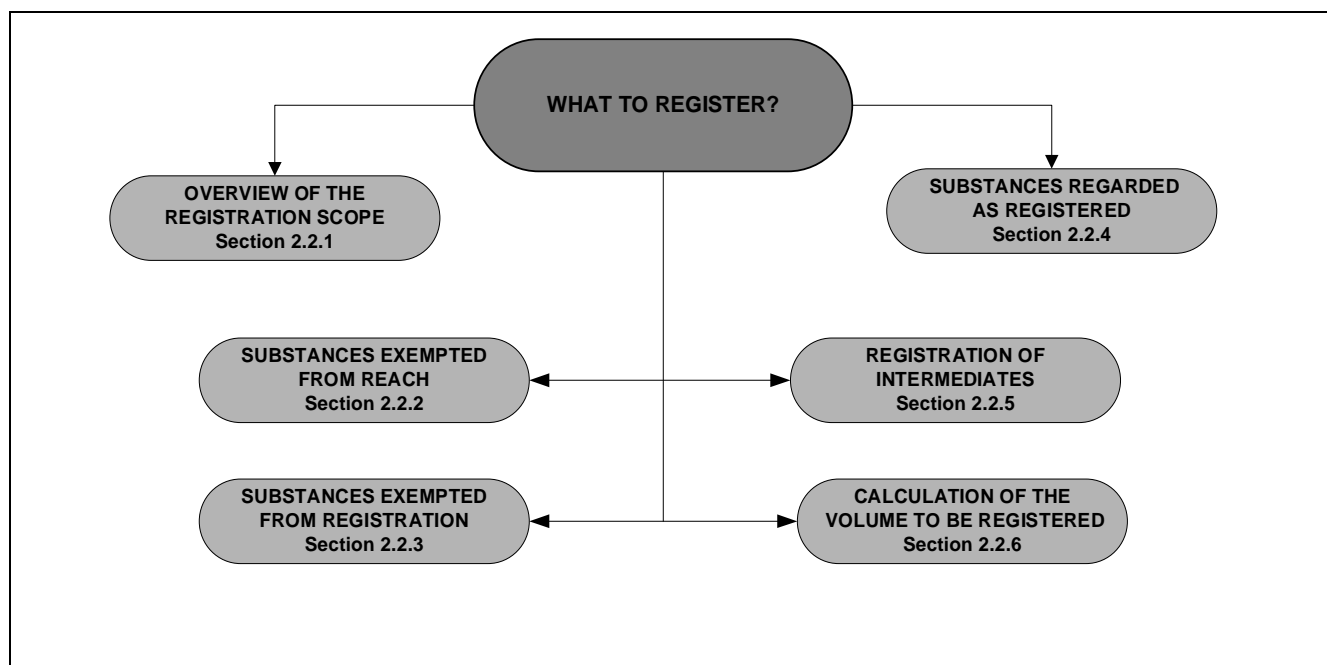 WHAT TO REGISTER?
OVERVIEW OF THE
REGISTRATION SCOPE
Section 2.2.1
SUBSTANCES REGARDED
AS REGISTERED
Section 2.2.4
SUBSTANCES EXEMPTED
FROM REACH
Section 2.2.2
REGISTRATION OF
INTERMEDIATES
Section 2.2.5
SUBSTANCES EXEMPTED
FROM REGISTRATION
Section 2.2.3
CALCULATION OF THE
VOLUME TO BE REGISTERED
Section 2.2.6